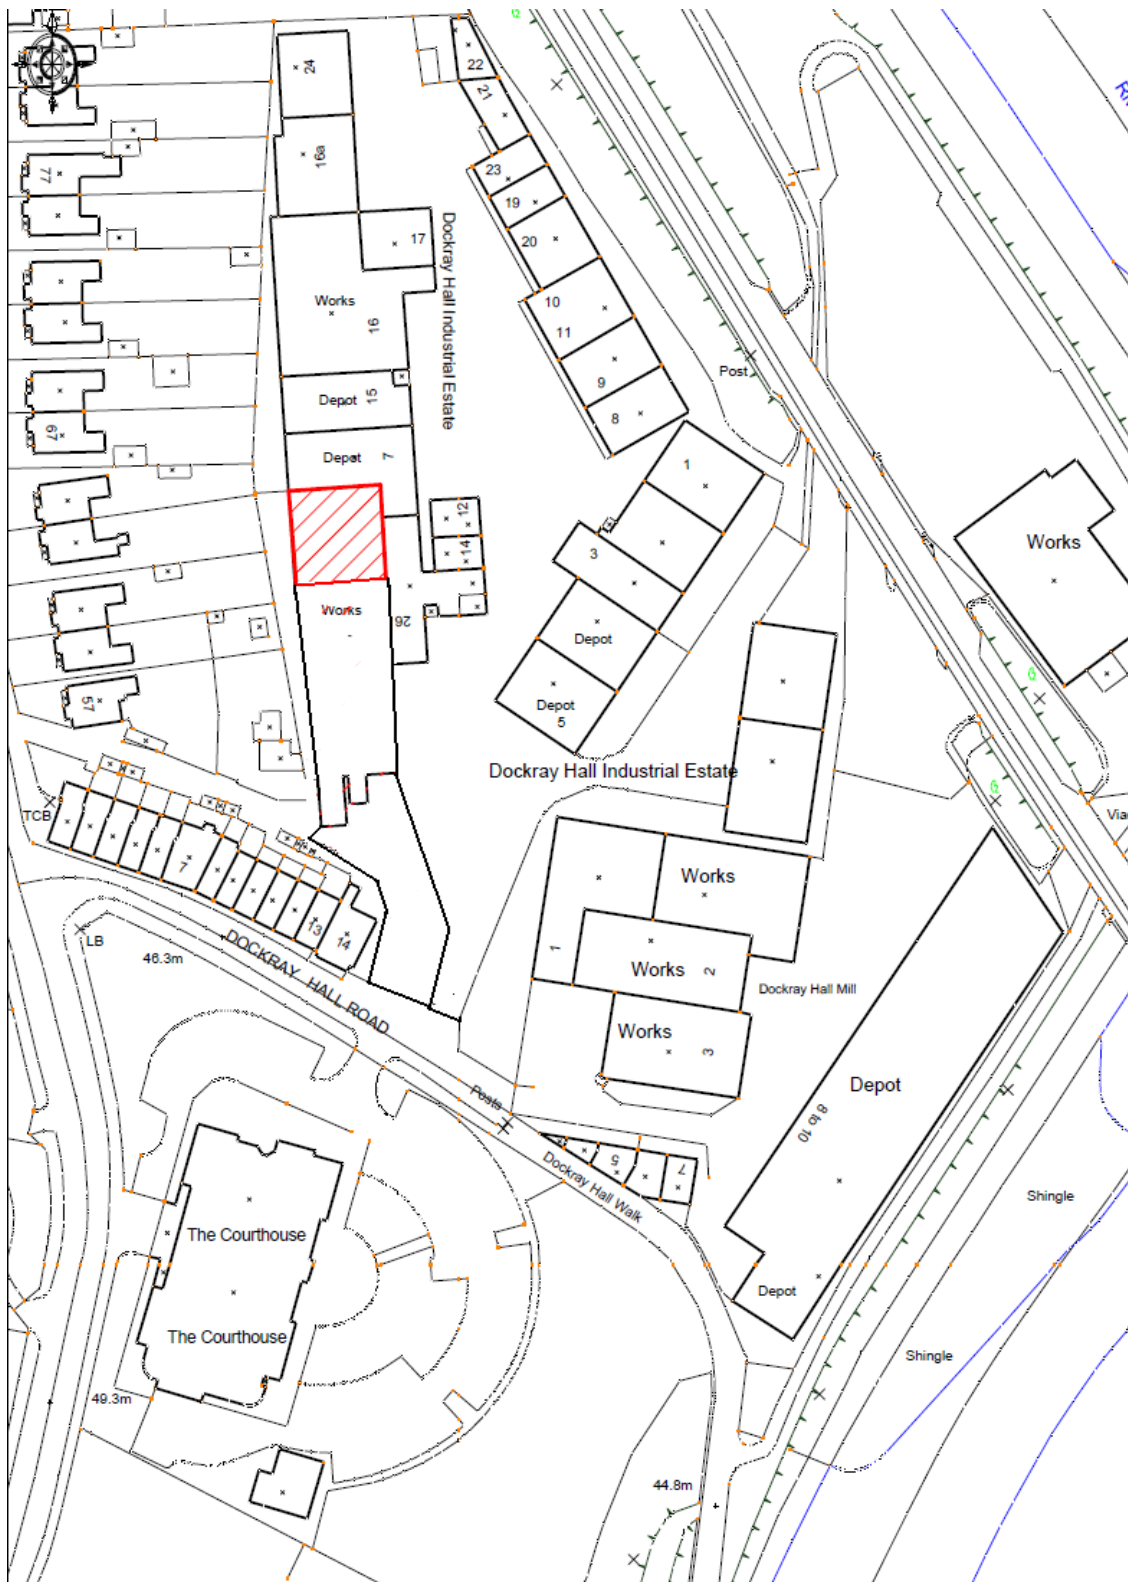 24
22
21
16a
77
23
19
17
20
Dockray Hall Industrial Estate
10
Works
16
11
Post
9
15
Depot
8
67
Depot
7
1
12
Works
14
3
Works
26
Depot
57
Depot
5
Dockray Hall Industrial Estate
TCB
Viad
7
Works
13
14
1
LB
DOCKRAY HALL ROAD
46.3m
Works
2
Dockray Hall Mill
Works
3
Depot
Posts
8 to 10
5
7
Dockray Hall Walk
Shingle
The Courthouse
Depot
The Courthouse
Shingle
49.3m
44.8m